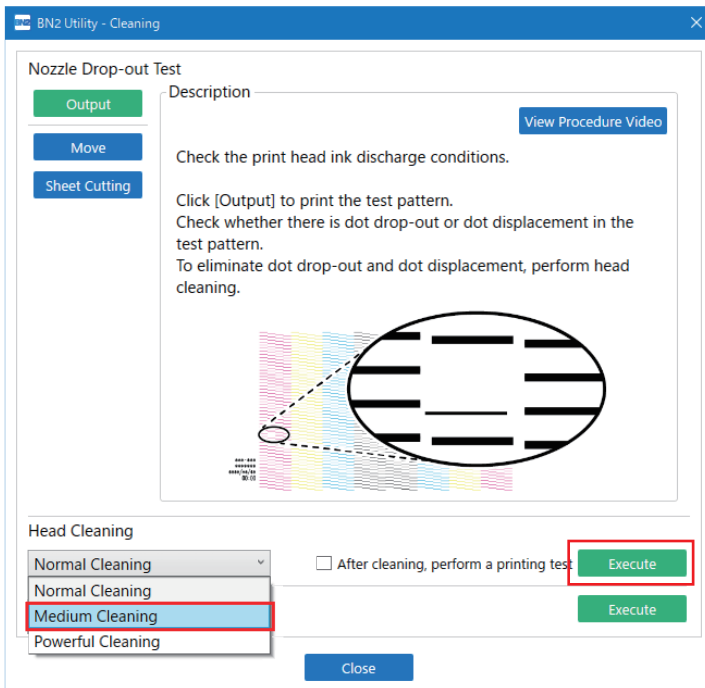 BN2 Utility - Cleaning
Nozzle Drop-out Test
Output
Description
View Procedure Video
Move
Sheet Cutting
Check the print head ink discharge conditions.
Click [Output] to print the test pattern.
Check whether there is dot drop-out or dot displacement in the
test pattern.
To eliminate dot drop-out and dot displacement, perform head
cleaning.
Head Cleaning
Normal Cleaning
After cleaning, perform a printing test
Execute
Normal Cleaning
Medium Cleaning
Powerful Cleaning
Execute
Close